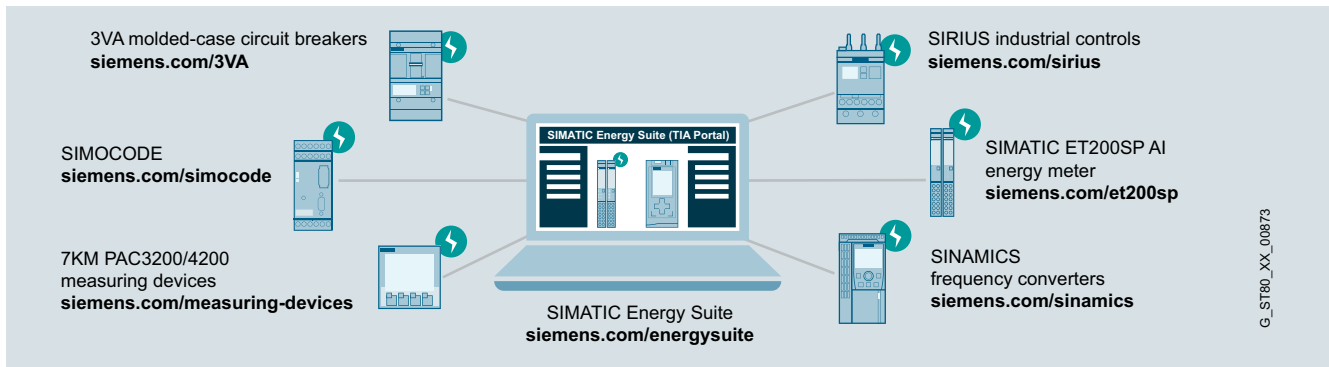 3VA molded-case circuit breakers
siemens.com/3VA
SIMOCODE
siemens.com/simocode
7KM PAC3200/4200
measuring devices
siemens.com/measuring-devices
SIMATIC Energy Suite (TIA Portal)
SIMATIC Energy Suite
siemens.com/energysuite
SIRIUS industrial controls
siemens.com/sirius
SIMATIC ET200SP AI
energy meter
siemens.com/et200sp
SINAMICS
frequency converters
siemens.com/sinamics
G_ST80_XX_00873